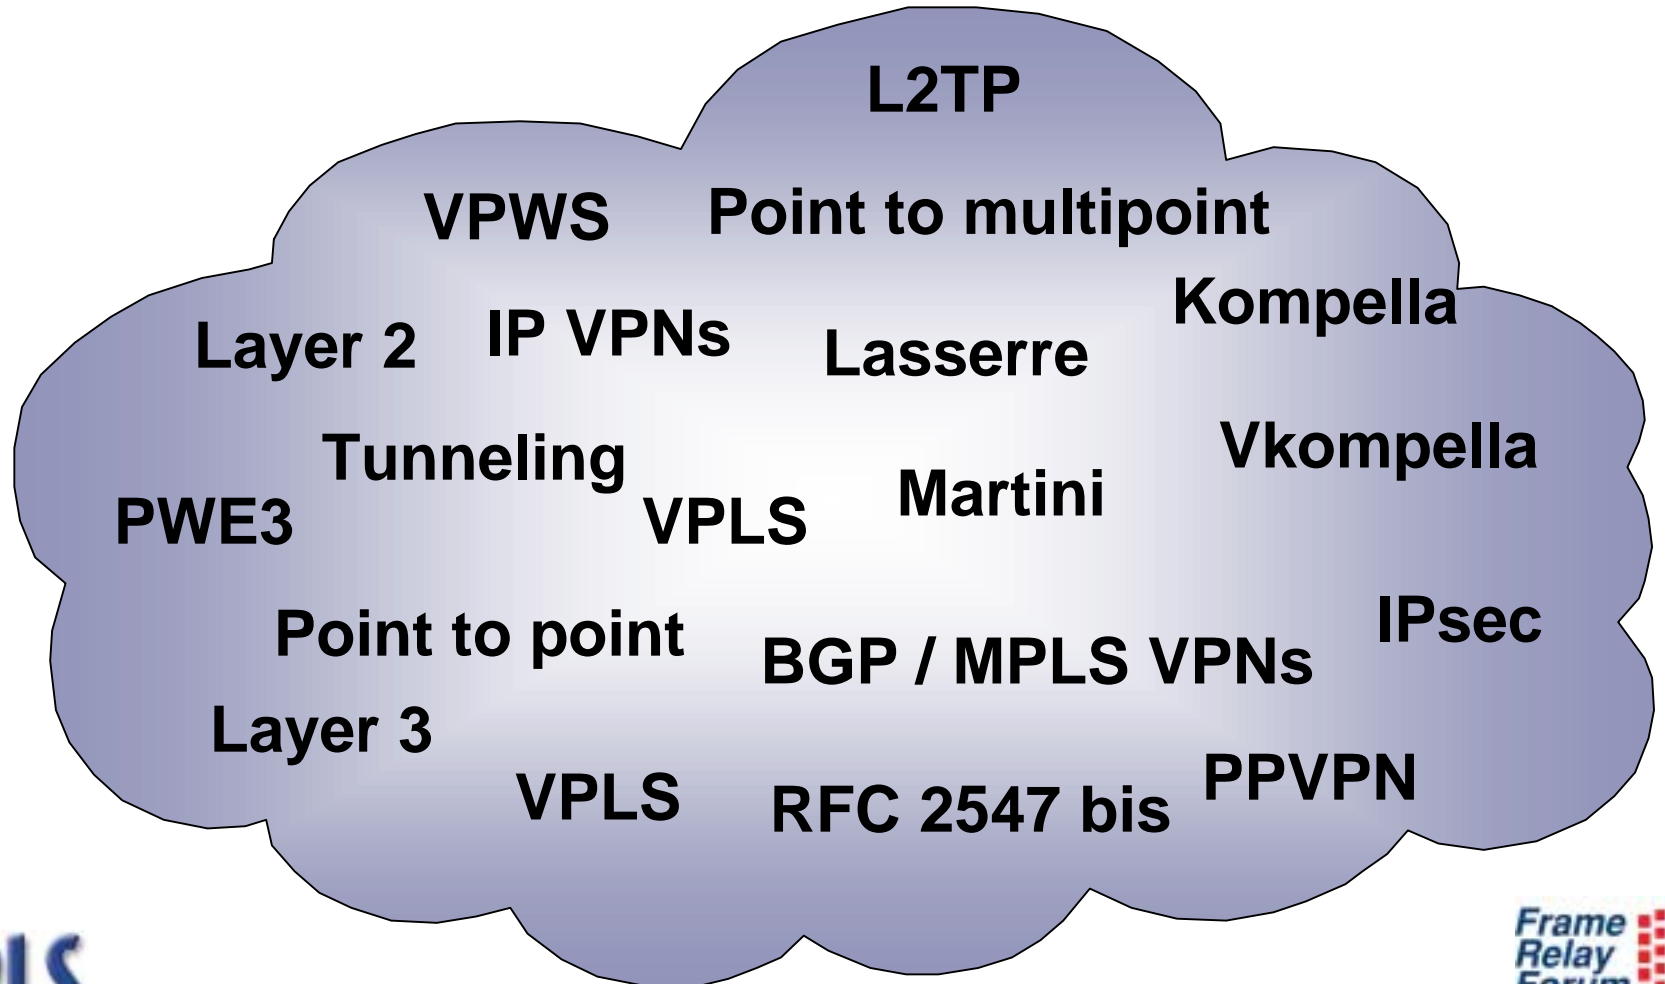 L2TP
VPWS
Point to multipoint
Kompella
Layer 2
IP VPNs
Lasserre
Tunneling
Vkompella
PWE3
VPLS
Martini
Point to point
BGP / MPLS VPNs
IPsec
Layer 3
VPLS
RFC 2547 bis
PPVPN
Frame
Relay
Forum